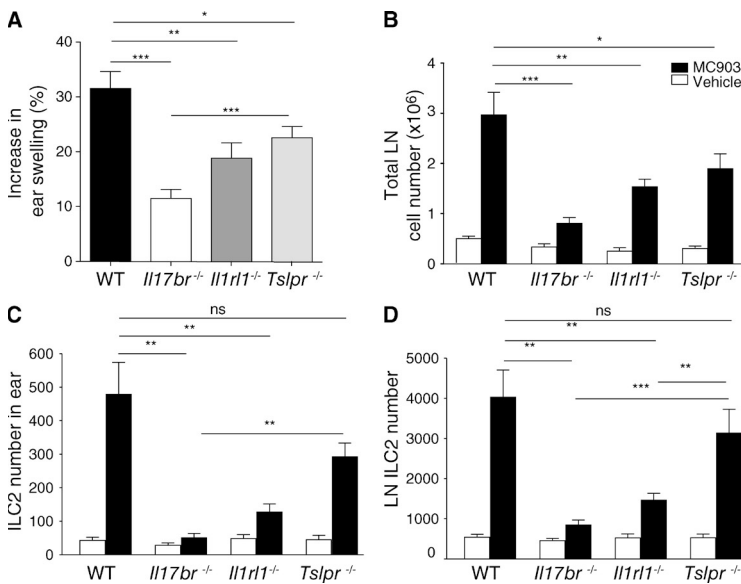 A
*
**
***
***
Increase in
ear swelling (%)
40
30
20
10
0
WT
Il17br -/-
Il1rl1-/-
Tslpr -/-
B
*
**
***
MC903
Vehicle
Total LN
cell number (x10⁶)
4
3
2
1
0
WT
Il17br -/-
Il1rl1-/-
Tslpr -/-
C
ns
**
**
**
ILC2 number in ear
600
500
400
300
200
100
0
WT
Il17br -/-
Il1rl1-/-
Tslpr -/-
D
ns
**
**
**
***
LN ILC2 number
5000
4000
3000
2000
1000
0
WT
Il17br -/-
Il1rl1-/-
Tslpr -/-